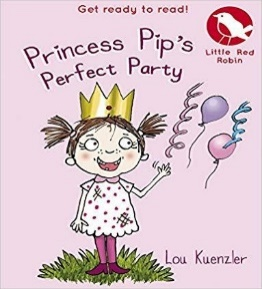 Get ready to read!
Little Red
Robin
Princess Pip's
Perfect Party
Lou Kuenzler